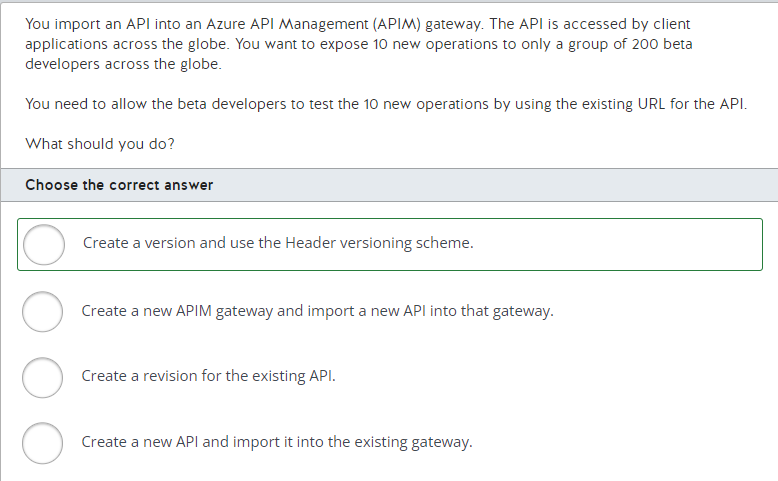 You import an API into an Azure API Management (APIM) gateway. The API is accessed by client
applications across the globe. You want to expose 10 new operations to only a group of 200 beta
developers across the globe.
You need to allow the beta developers to test the 10 new operations by using the existing URL for the API.
What should you do?
Choose the correct answer
Create a version and use the Header versioning scheme.
Create a new APIM gateway and import a new API into that gateway.
Create a revision for the existing API.
Create a new API and import it into the existing gateway.